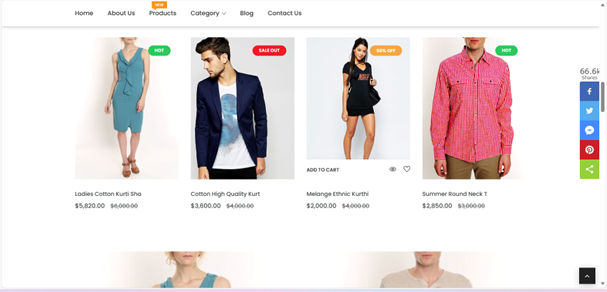 NEW
Home About Us Products Category Blog Contact Us
HOT
SALE OUT
50% OFF
HOT
66.6k
Shares
ADD TO CART
Ladies Cotton Kurti Sha
Cotton High Quality Kurt
Melange Ethnic Kurthi
Summer Round Neck T
$5,820.00 $6,000.00
$3,600.00 $4,000.00
$2,000.00 $4,000.00
$2,850.00 $3,000.00